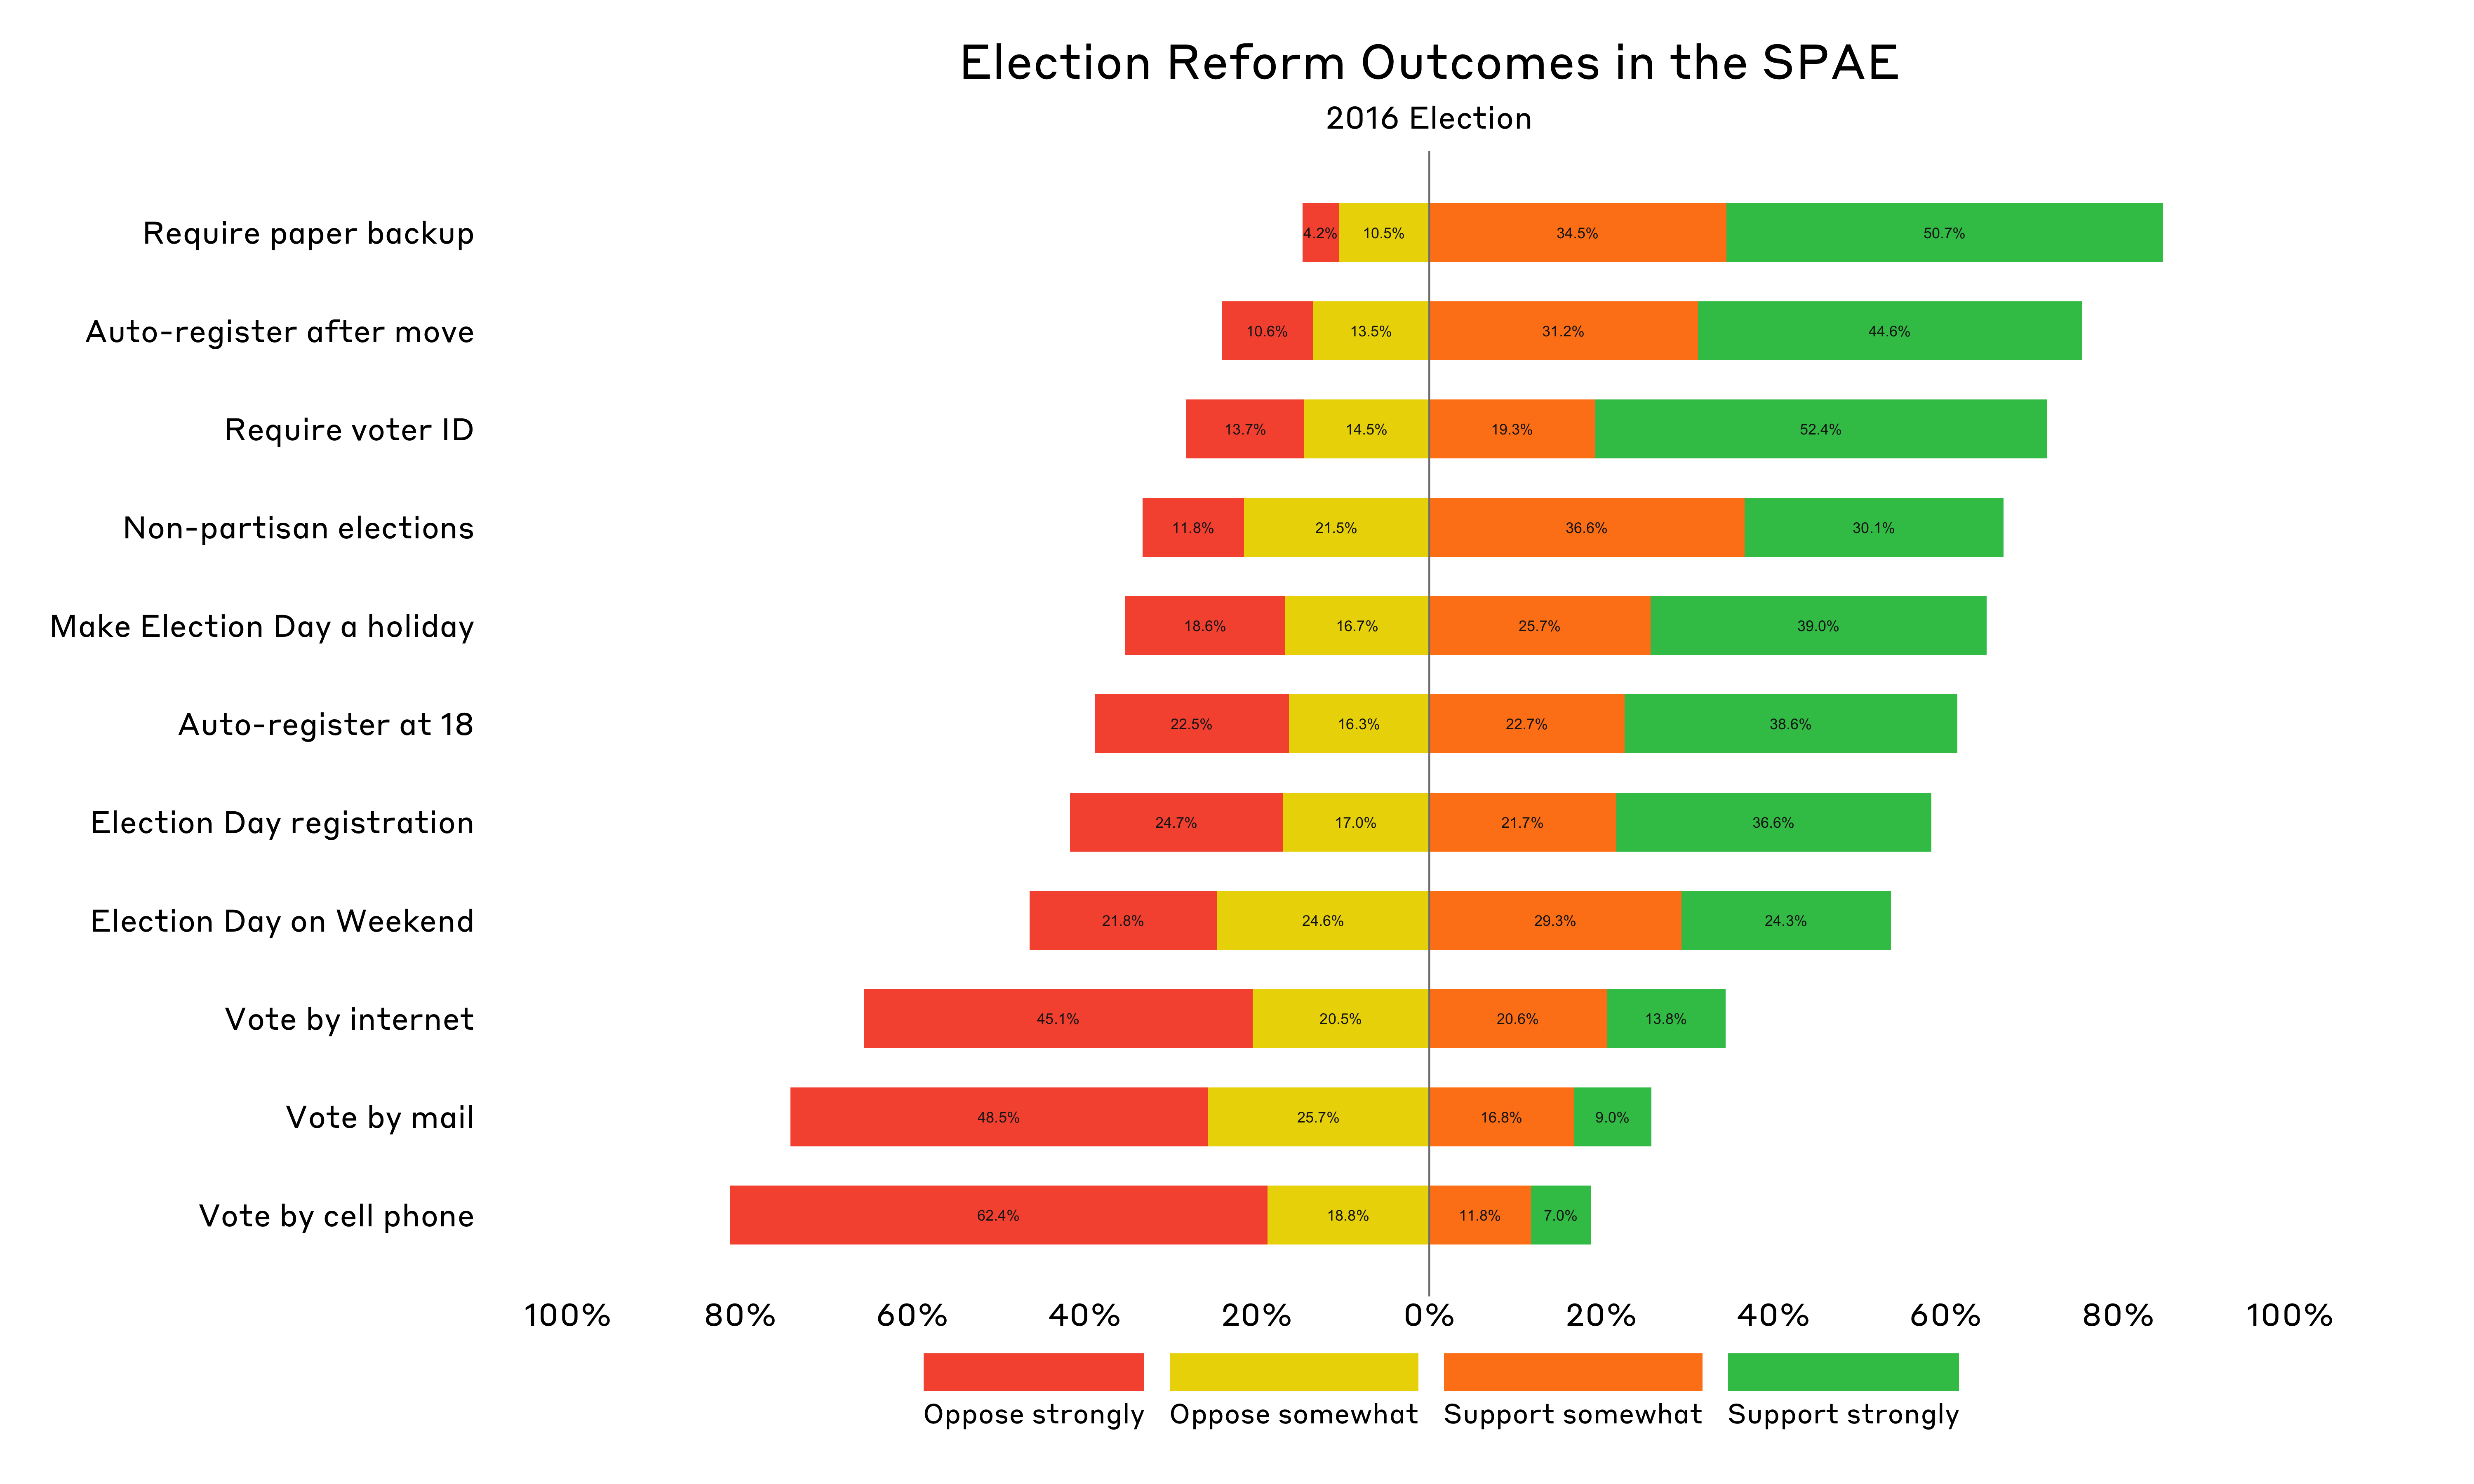 Election Reform Outcomes in the SPAE
2016 Election
Require paper backup 4.2% 10.5% 34.5% 50.7%
Auto-register after move 10.6% 13.5% 31.2% 44.6%
Require voter ID 13.7% 14.5% 19.3% 52.4%
Non-partisan elections 11.8% 21.5% 36.6% 30.1%
Make Election Day a holiday 18.6% 16.7% 25.7% 39.0%
Auto-register at 18 22.5% 16.3% 22.7% 38.6%
Election Day registration 24.7% 17.0% 21.7% 36.6%
Election Day on Weekend 21.8% 24.6% 29.3% 24.3%
Vote by internet 45.1% 20.5% 20.6% 13.8%
Vote by mail 48.5% 25.7% 16.8% 9.0%
Vote by cell phone 62.4% 18.8% 11.8% 7.0%
100% 80% 60% 40% 20% 0% 20% 40% 60% 80% 100%
Oppose strongly Oppose somewhat Support somewhat Support strongly